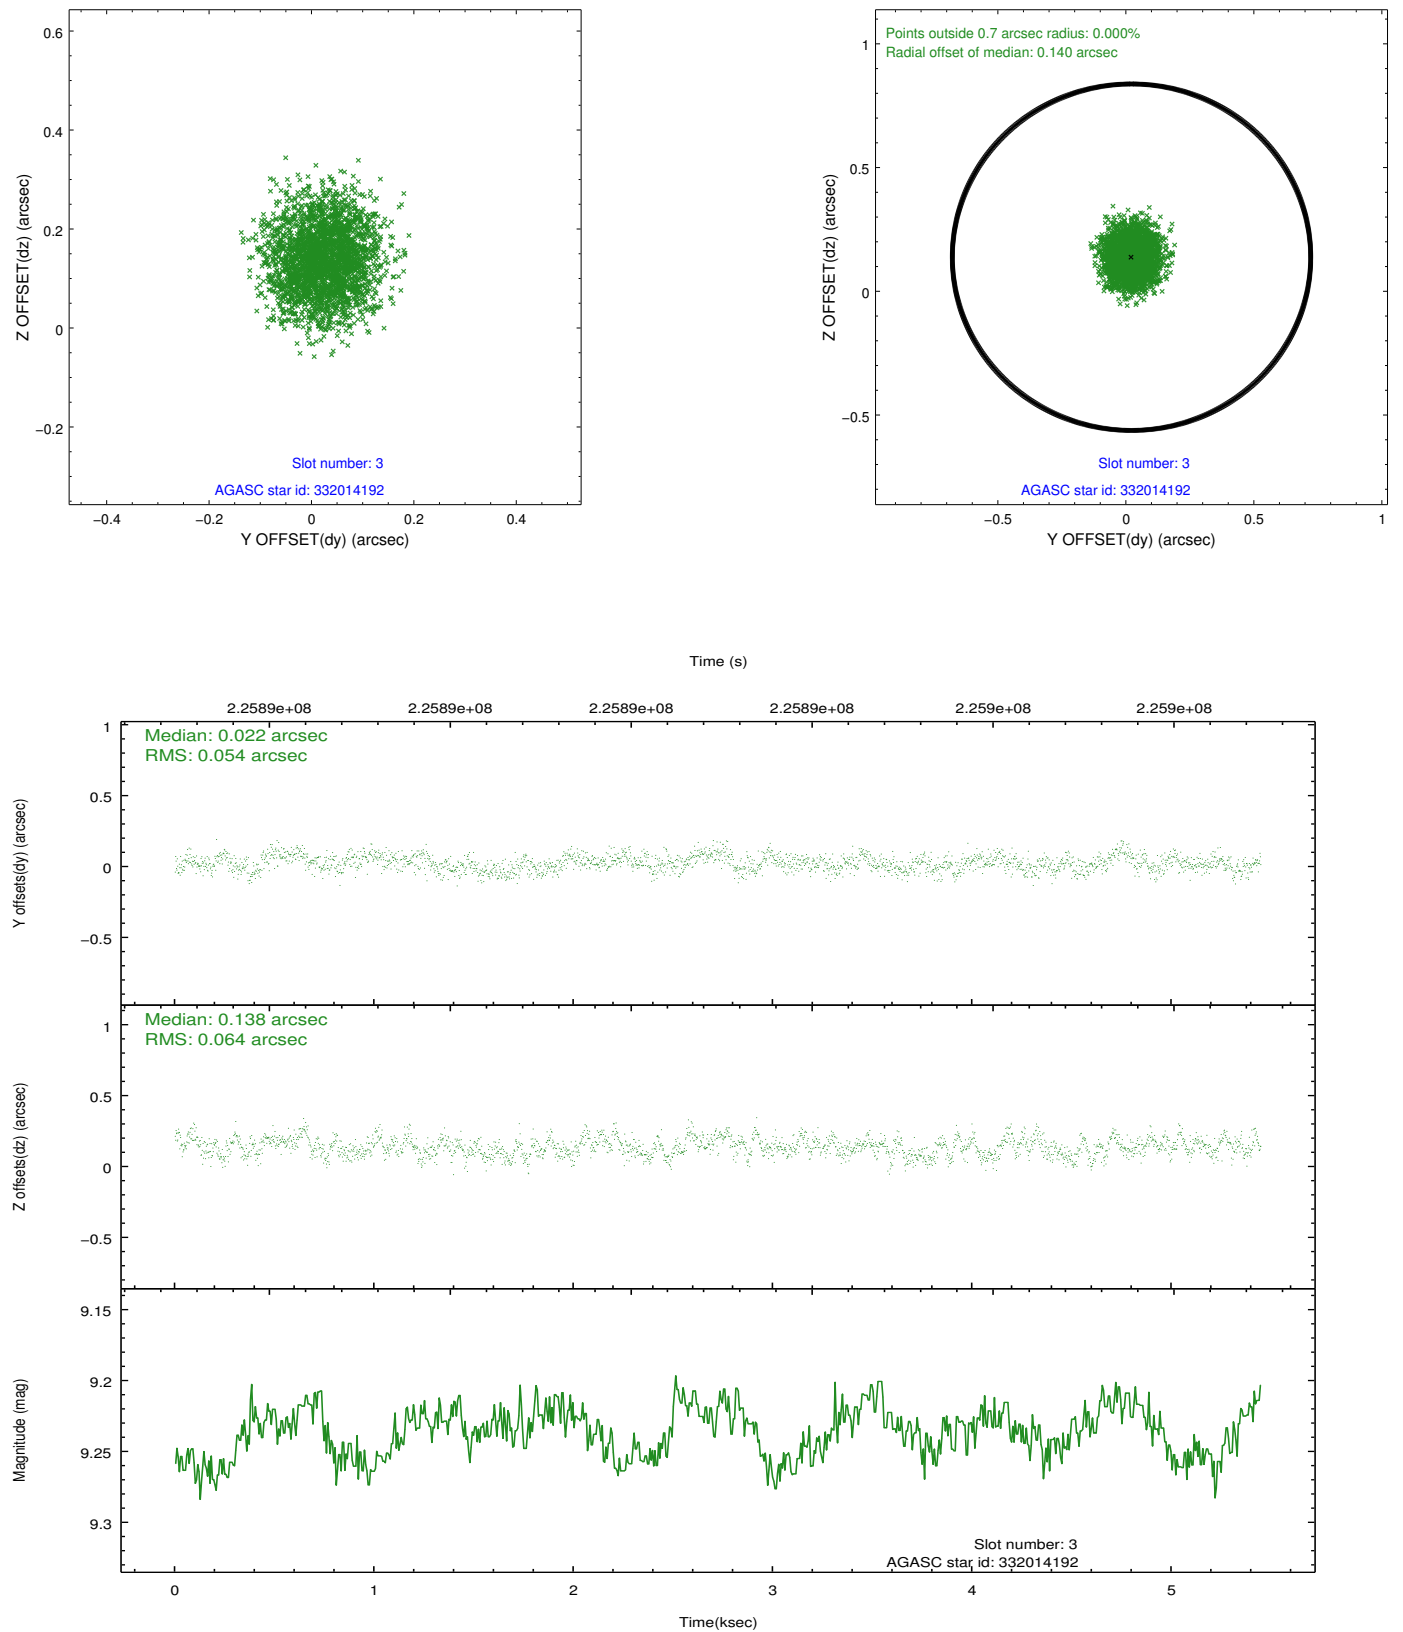 0.6
0.4
0.2
0
−0.2
Z OFFSET(dz) (arcsec)
Slot number: 3
AGASC star id: 332014192
−0.4 −0.2 0 0.2 0.4
Y OFFSET(dy) (arcsec)
Points outside 0.7 arcsec radius: 0.000%
Radial offset of median: 0.140 arcsec
1
0.5
0
−0.5
Z OFFSET(dz) (arcsec)
Slot number: 3
AGASC star id: 332014192
−0.5 0 0.5 1
Y OFFSET(dy) (arcsec)
Time (s)
2.2589e+08 2.2589e+08 2.2589e+08 2.2589e+08 2.259e+08 2.259e+08
Median: 0.022 arcsec
RMS: 0.054 arcsec
1
0.5
0
−0.5
Y offsets(dy) (arcsec)
Median: 0.138 arcsec
RMS: 0.064 arcsec
1
0.5
0
−0.5
Z offsets(dz) (arcsec)
9.15
9.2
9.25
9.3
Magnitude (mag)
Slot number: 3
AGASC star id: 332014192
0 1 2 3 4 5
Time(ksec)